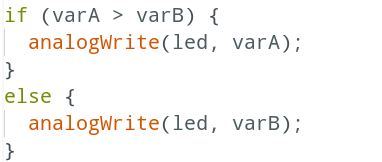 if (varA > varB) {
  analogWrite(led, varA);
}
else {
  analogWrite(led, varB);
}